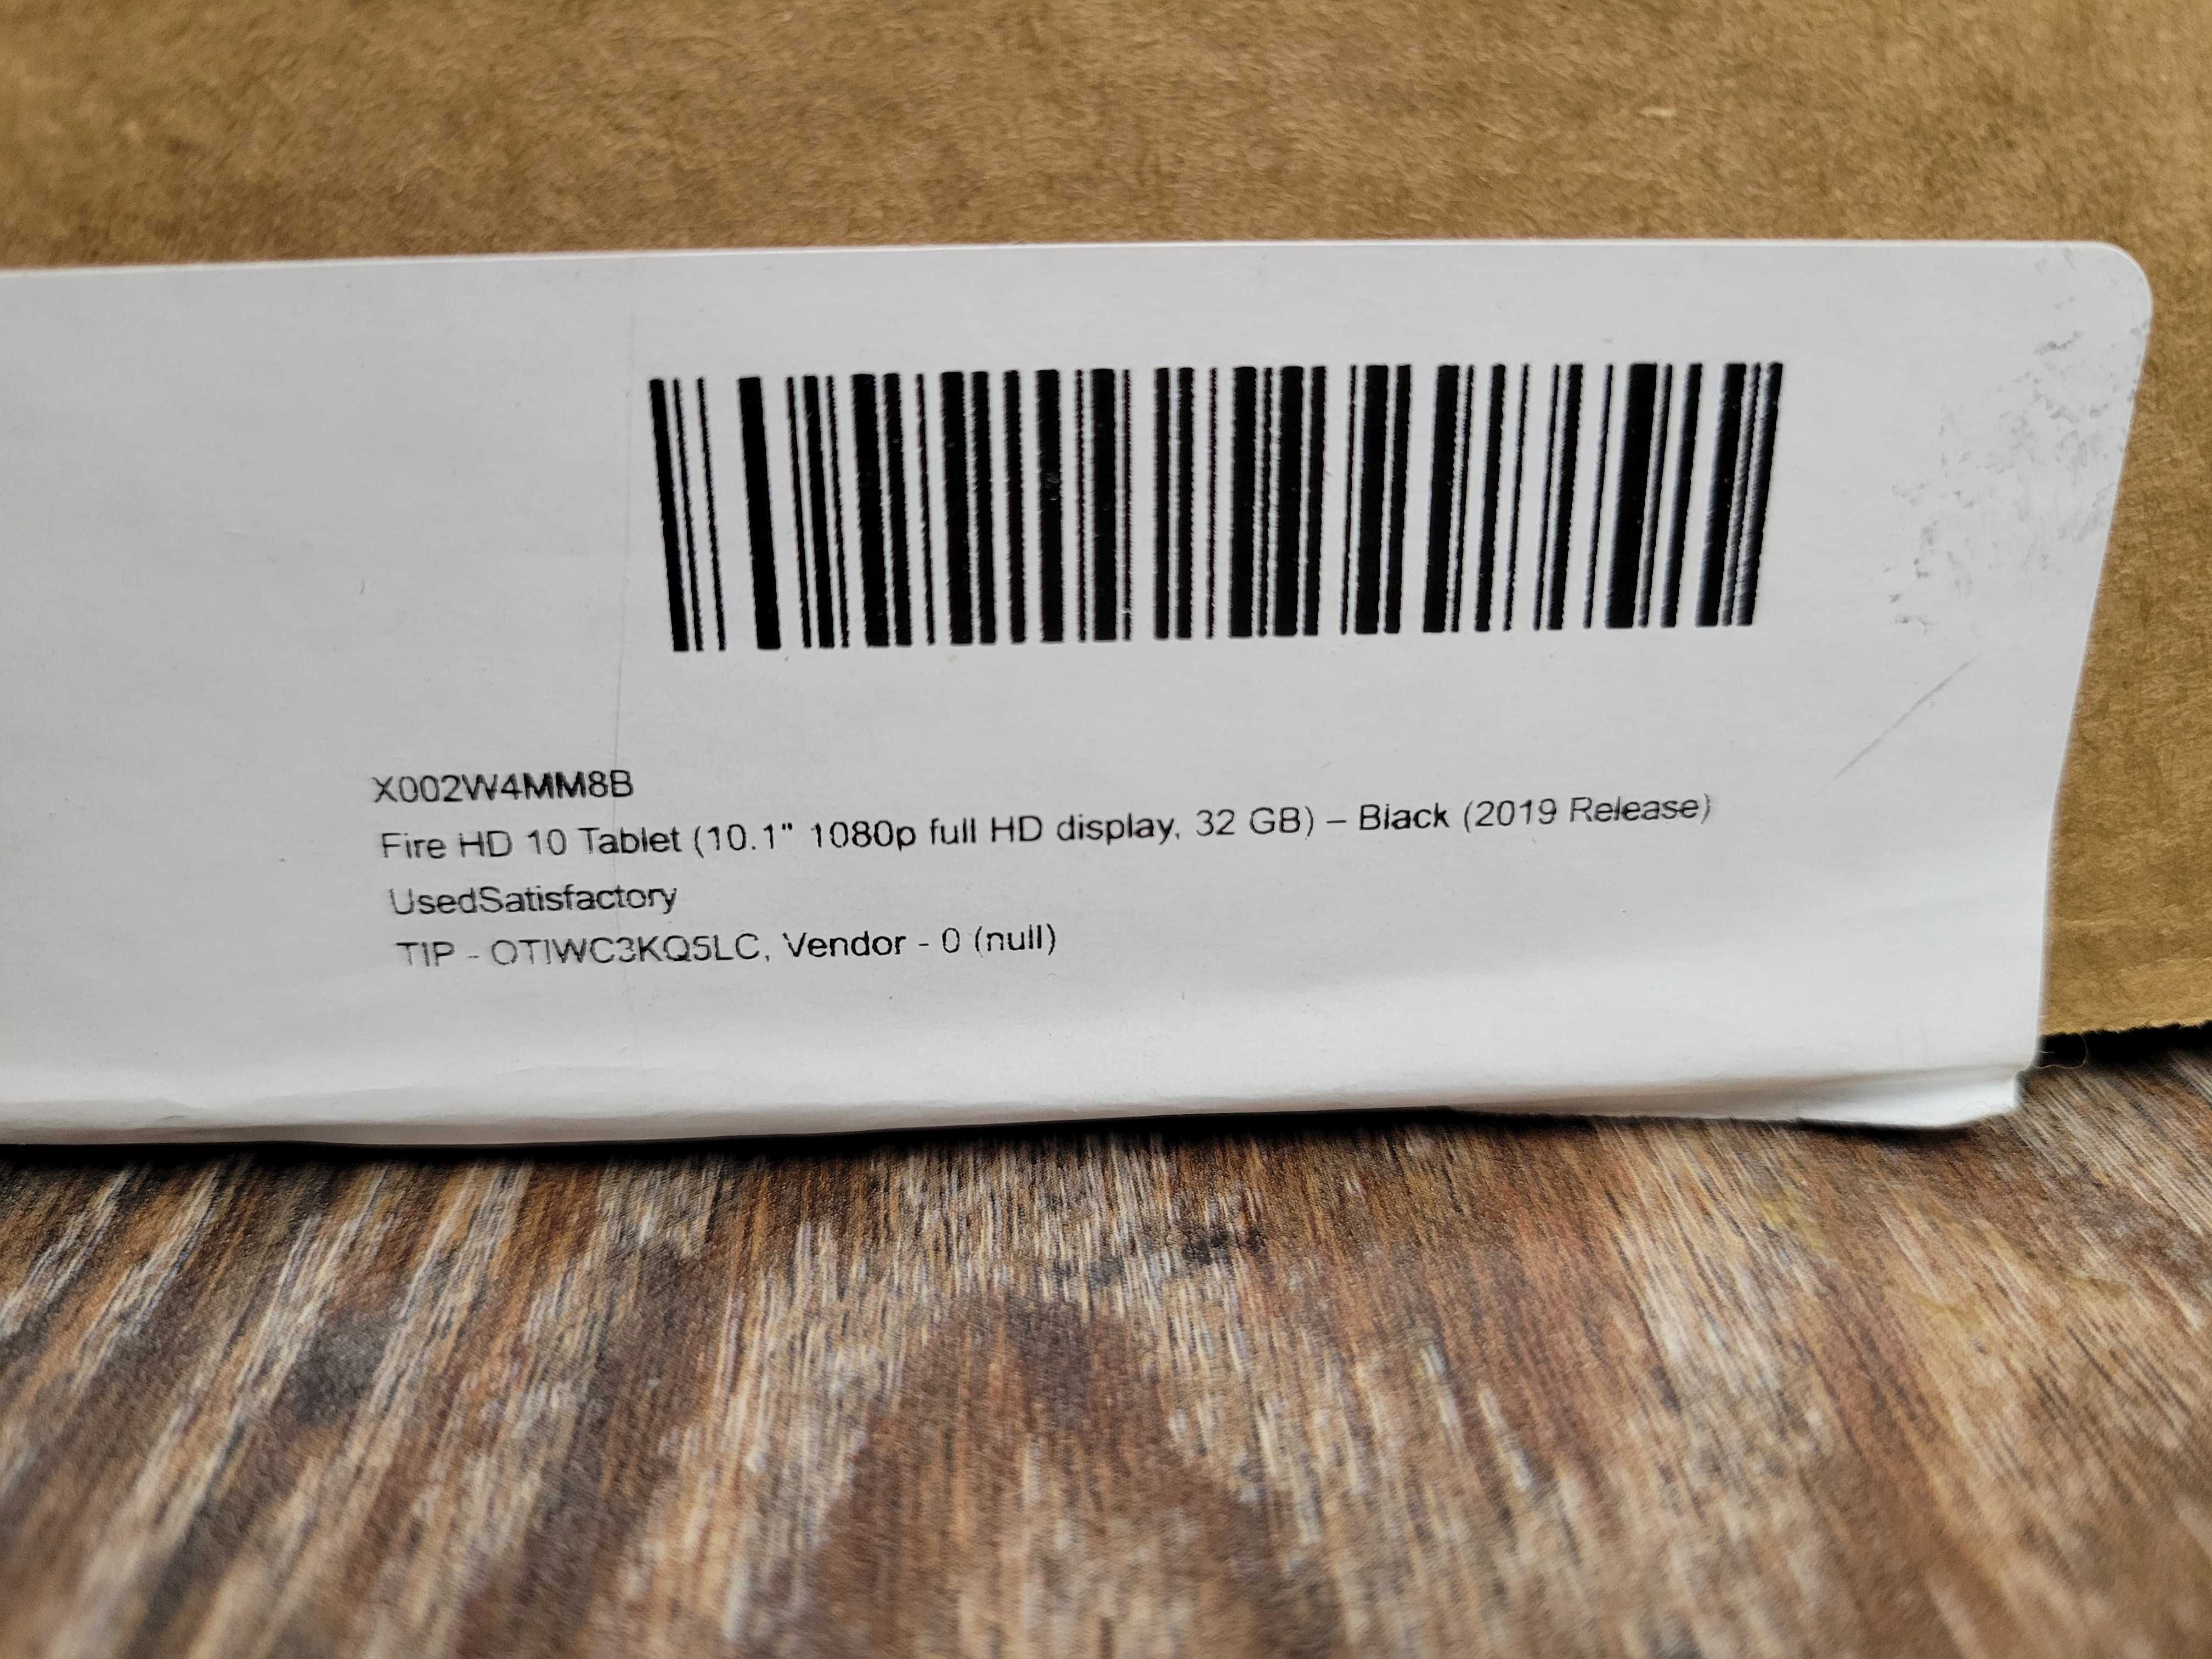 X002W4MM8B
Fire HD 10 Tablet (10.1" 1080p full HD display, 32 GB) – Black (2019 Release)
UsedSatisfactory
TIP - OTIWC3KQ5LC, Vendor - 0 (null)